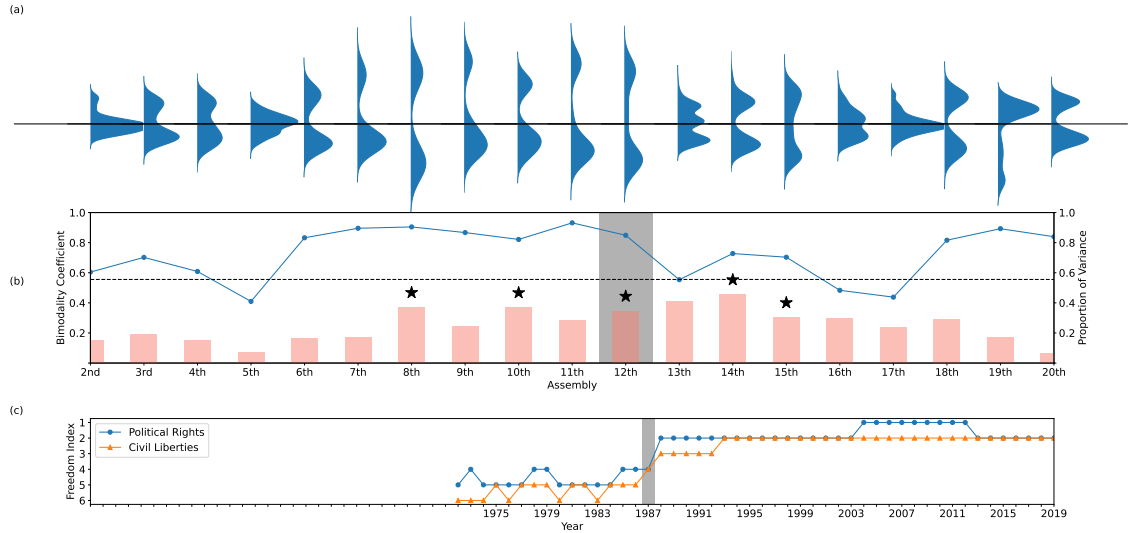 (a)
1.0
0.8
0.6
0.4
0.2
Bimodality Coefficient
(b)
1.0
0.8
0.6
0.4
0.2
Proportion of Variance
2nd 3rd 4th 5th 6th 7th 8th 9th 10th 11th 12th 13th 14th 15th 16th 17th 18th 19th 20th
Assembly
(c)
Freedom Index
1
2
3
4
5
6
Political Rights
Civil Liberties
1975 1979 1983 1987 1991 1995 1999 2003 2007 2011 2015 2019
Year